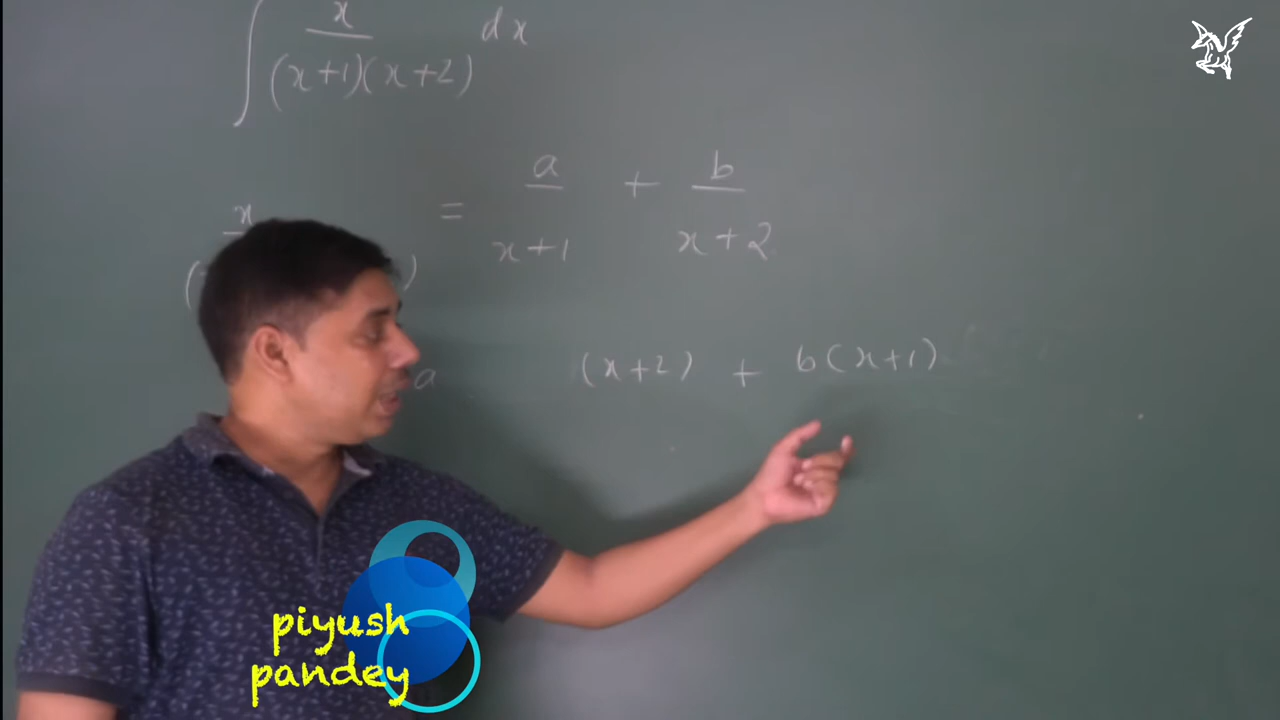 ∫ x/((x+1)(x+2)) dx
x
( ) = a/(x+1) + b/(x+2)
a (x+2) + b(x+1)
piyush
pandey